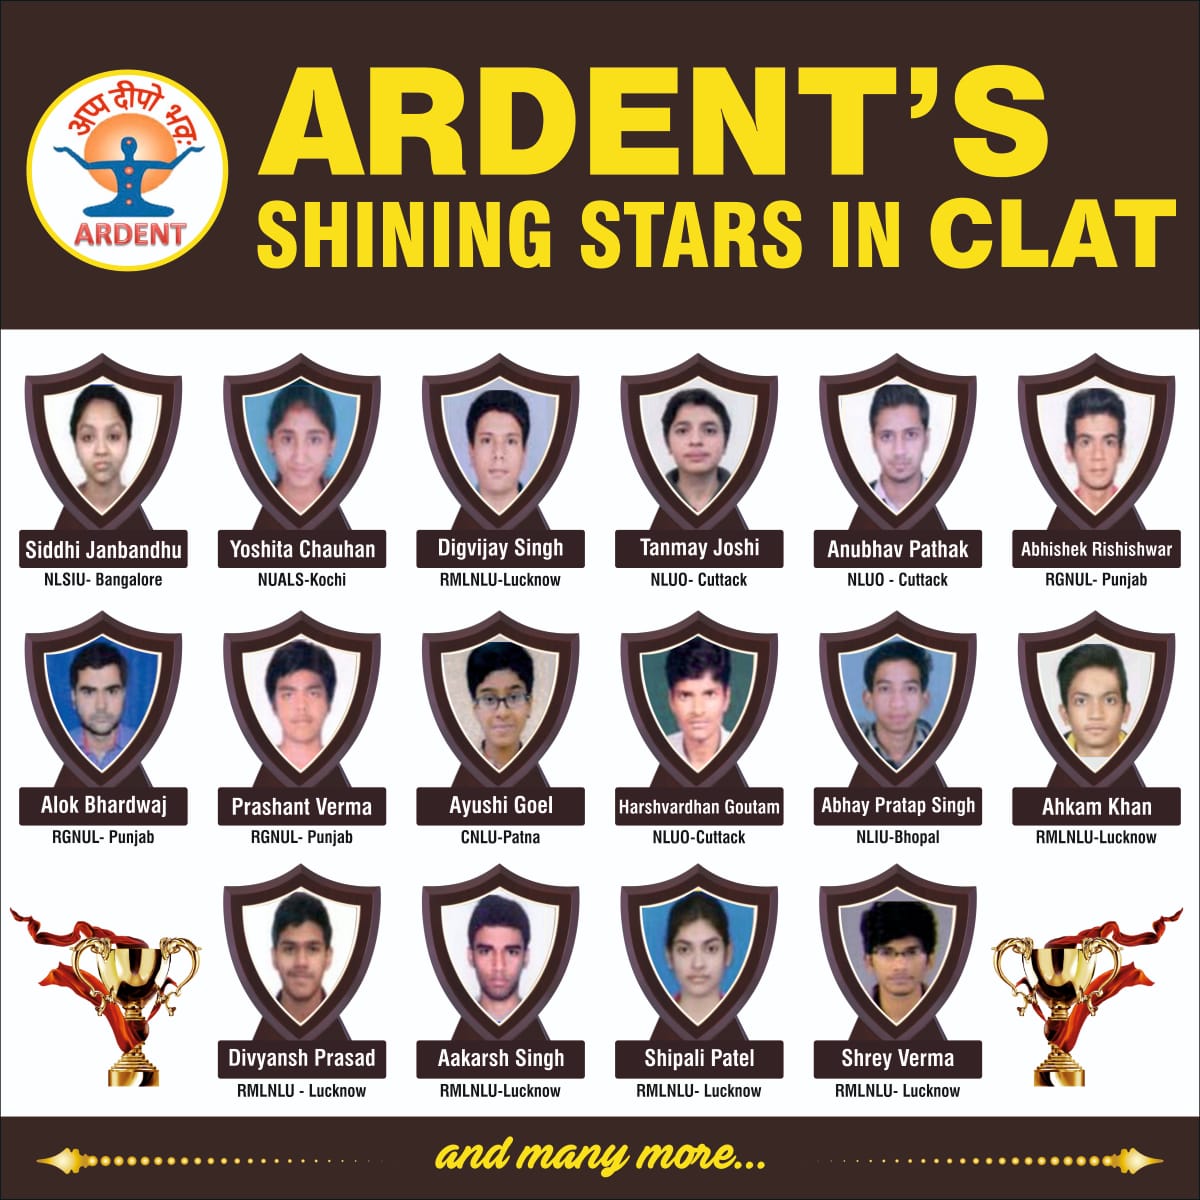 अप्प दीपो भवः
ARDENT
ARDENT'S
SHINING STARS IN CLAT
Siddhi Janbandhu
NLSIU- Bangalore
Yoshita Chauhan
NUALS-Kochi
Digvijay Singh
RMLNLU-Lucknow
Tanmay Joshi
NLUO- Cuttack
Anubhav Pathak
NLUO - Cuttack
Abhishek Rishishwar
RGNUL- Punjab
Alok Bhardwaj
RGNUL- Punjab
Prashant Verma
RGNUL- Punjab
Ayushi Goel
CNLU-Patna
Harshvardhan Goutam
NLUO-Cuttack
Abhay Pratap Singh
NLIU-Bhopal
Ahkam Khan
RMLNLU-Lucknow
Divyansh Prasad
RMLNLU - Lucknow
Aakarsh Singh
RMLNLU-Lucknow
Shipali Patel
RMLNLU- Lucknow
Shrey Verma
RMLNLU- Lucknow
and many more...